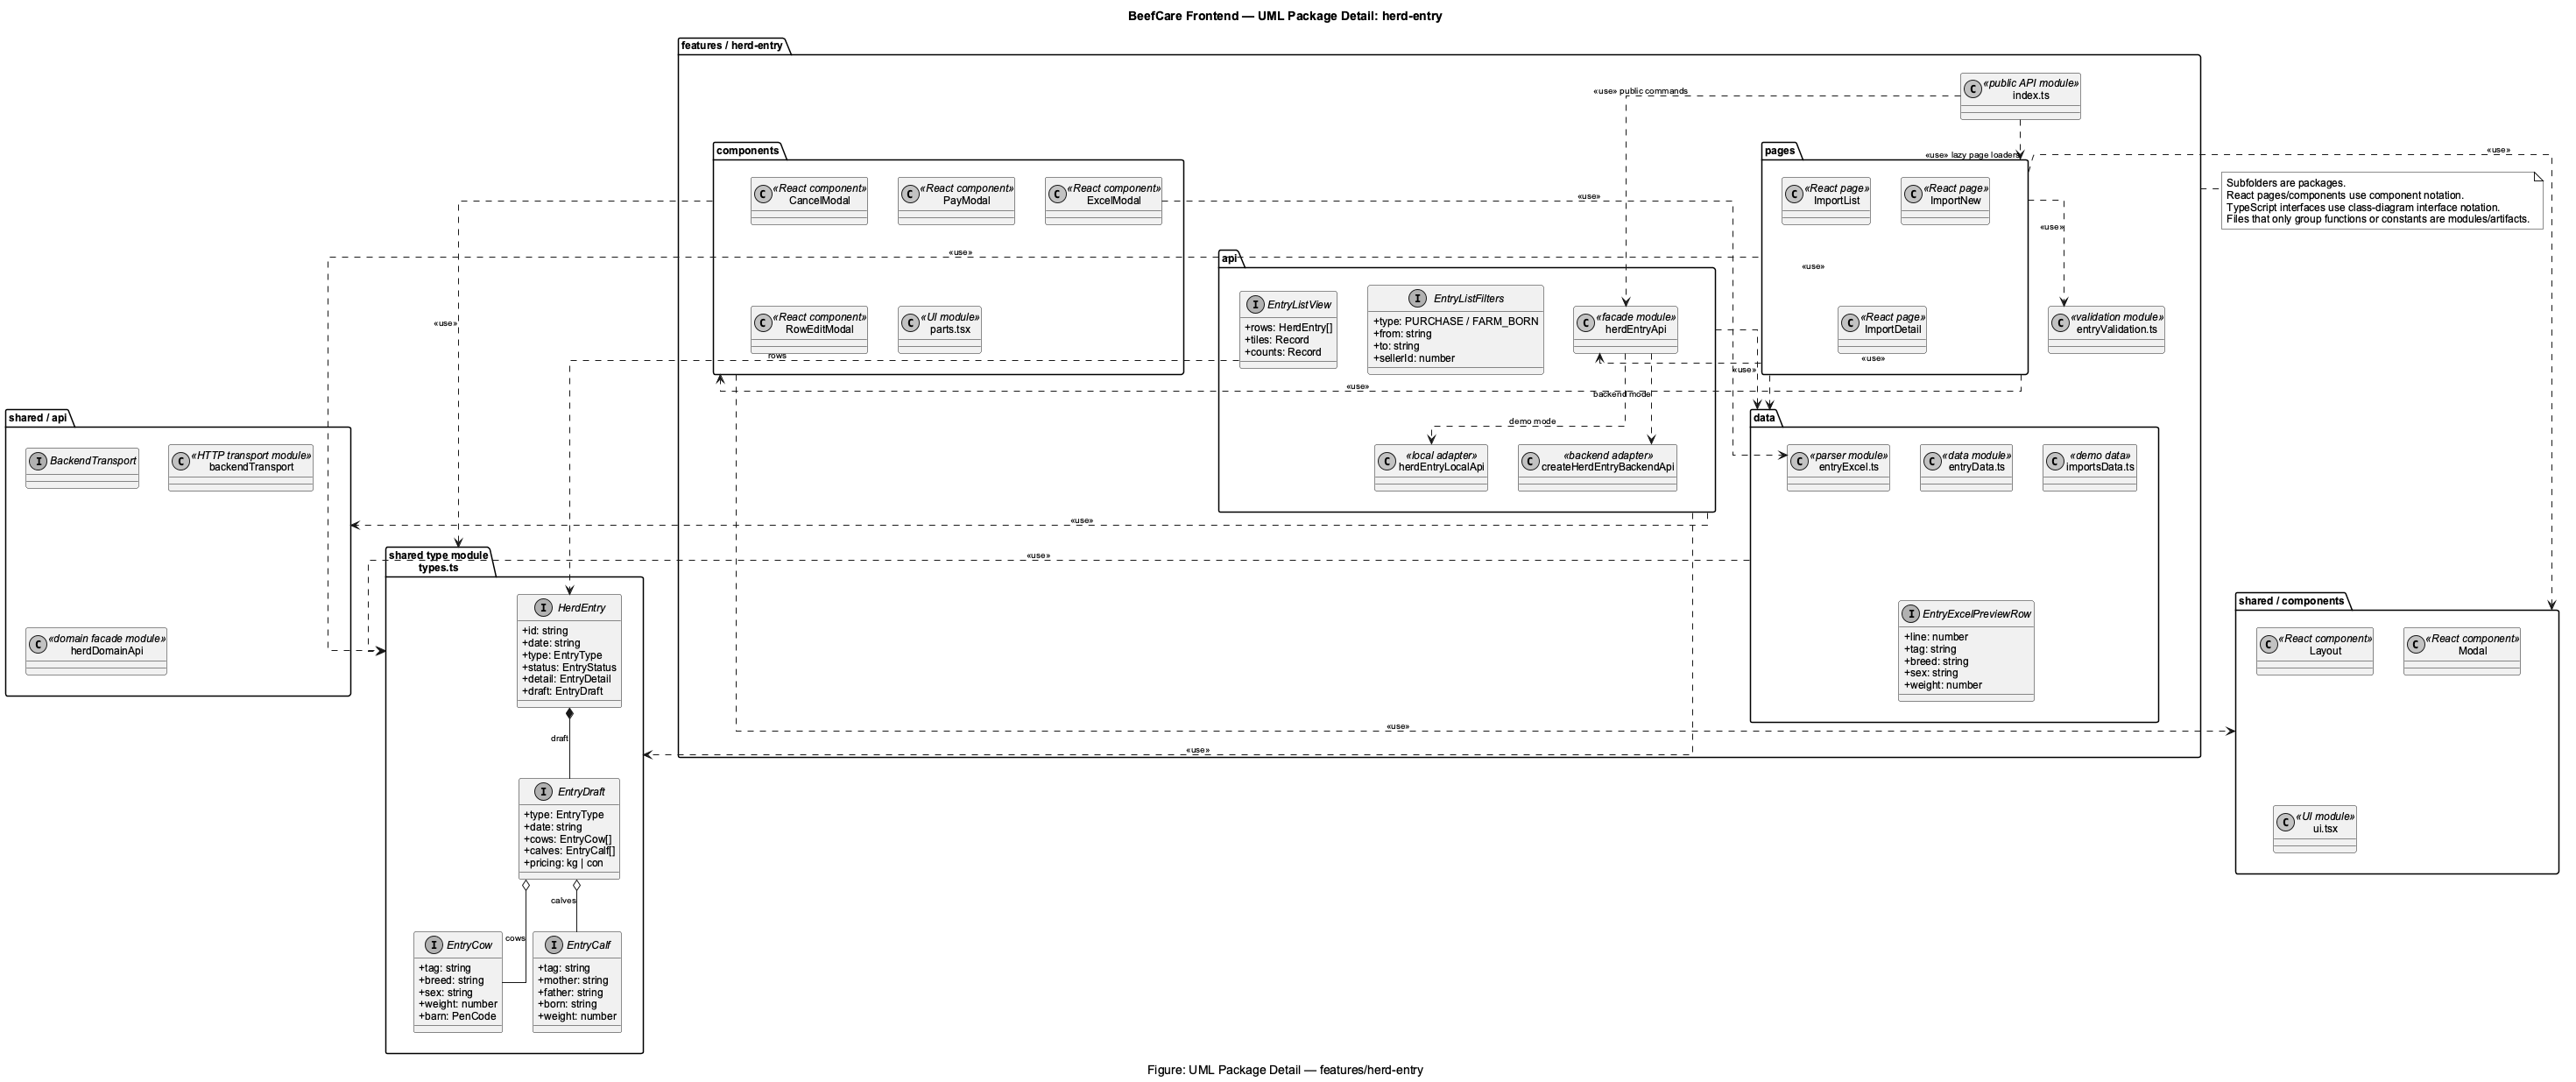 BeefCare Frontend — UML Package Detail: herd-entry
features / herd-entry
«public API module»
index.ts
«use» public commands
«use» lazy page loaders
«use»
Subfolders are packages.
React pages/components use component notation.
TypeScript interfaces use class-diagram interface notation.
Files that only group functions or constants are modules/artifacts.
components
C «React component»
CancelModal
C «React component»
PayModal
C «React component»
ExcelModal
C «React component»
RowEditModal
C «UI module»
parts.tsx
«use»
«use»
«use»
rows
pages
C «React page»
ImportList
C «React page»
ImportNew
«use»
C «React page»
ImportDetail
«use»
«use»
C «validation module»
entryValidation.ts
api
I EntryListView
+rows: HerdEntry[]
+tiles: Record
+counts: Record
I EntryListFilters
+type: PURCHASE / FARM_BORN
+from: string
+to: string
+sellerId: number
C «facade module»
herdEntryApi
«use»
«use»
backend mode
demo mode
C «local adapter»
herdEntryLocalApi
C «backend adapter»
createHerdEntryBackendApi
data
C «parser module»
entryExcel.ts
C «data module»
entryData.ts
C «demo data»
importsData.ts
I EntryExcelPreviewRow
+line: number
+tag: string
+breed: string
+sex: string
+weight: number
shared / api
I BackendTransport
C «HTTP transport module»
backendTransport
C «domain facade module»
herdDomainApi
«use»
«use»
«use»
«use»
shared type module
types.ts
I HerdEntry
+id: string
+date: string
+type: EntryType
+status: EntryStatus
+detail: EntryDetail
+draft: EntryDraft
draft
I EntryDraft
+type: EntryType
+date: string
+cows: EntryCow[]
+calves: EntryCalf[]
+pricing: kg | con
calves
cows
I EntryCow
+tag: string
+breed: string
+sex: string
+weight: number
+barn: PenCode
I EntryCalf
+tag: string
+mother: string
+father: string
+born: string
+weight: number
shared / components
C «React component»
Layout
C «React component»
Modal
C «UI module»
ui.tsx
Figure: UML Package Detail — features/herd-entry